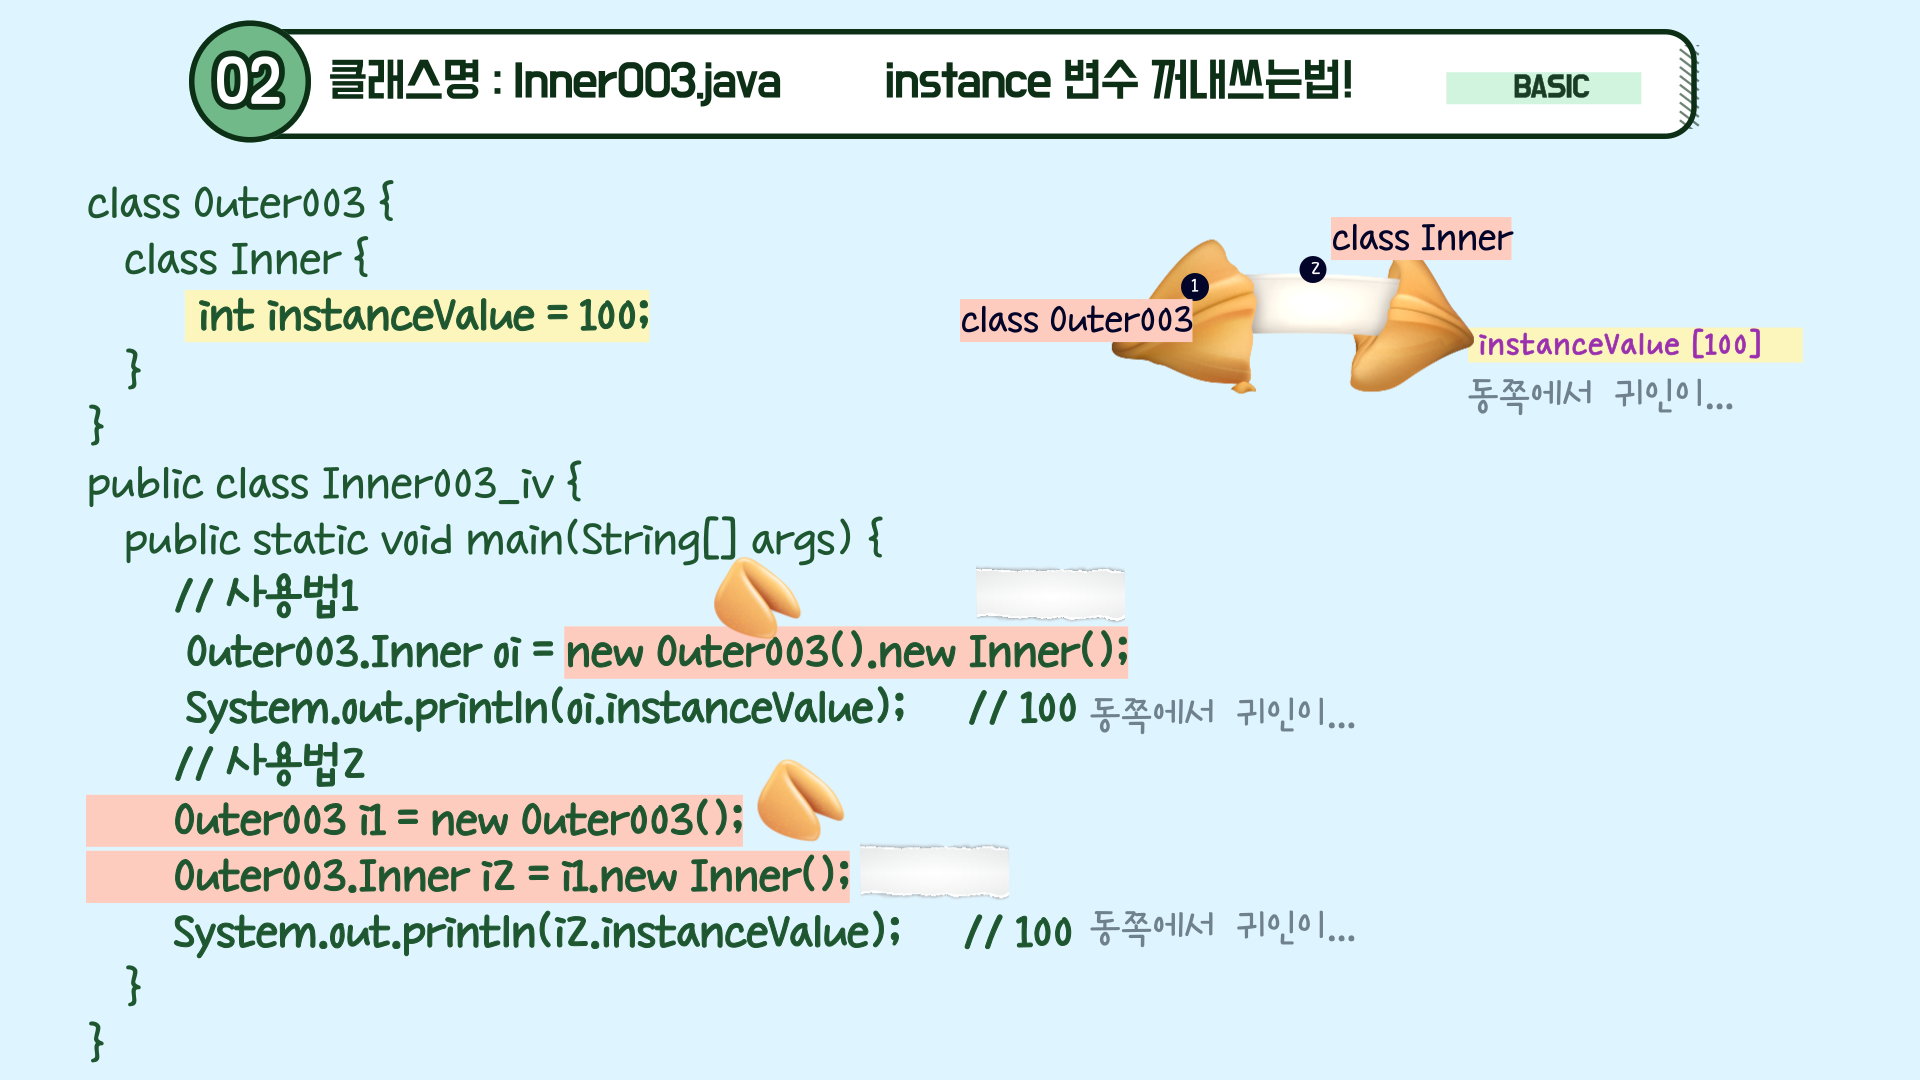 02 클래스명 : Inner003.java instance 변수 꺼내쓰는법! BASIC
class Outer003 {
class Inner {
int instanceValue = 100;
}
}
class Inner
1
2
class Outer003
instanceValue [100]
동쪽에서 귀인이...
public class Inner003_iv {
public static void main(String[] args) {
// 사용법1
Outer003.Inner oi = new Outer003().new Inner();
System.out.println(oi.instanceValue); // 100 동쪽에서 귀인이...
// 사용법2
Outer003 i1 = new Outer003();
Outer003.Inner i2 = i1.new Inner();
System.out.println(i2.instanceValue); // 100 동쪽에서 귀인이...
}
}